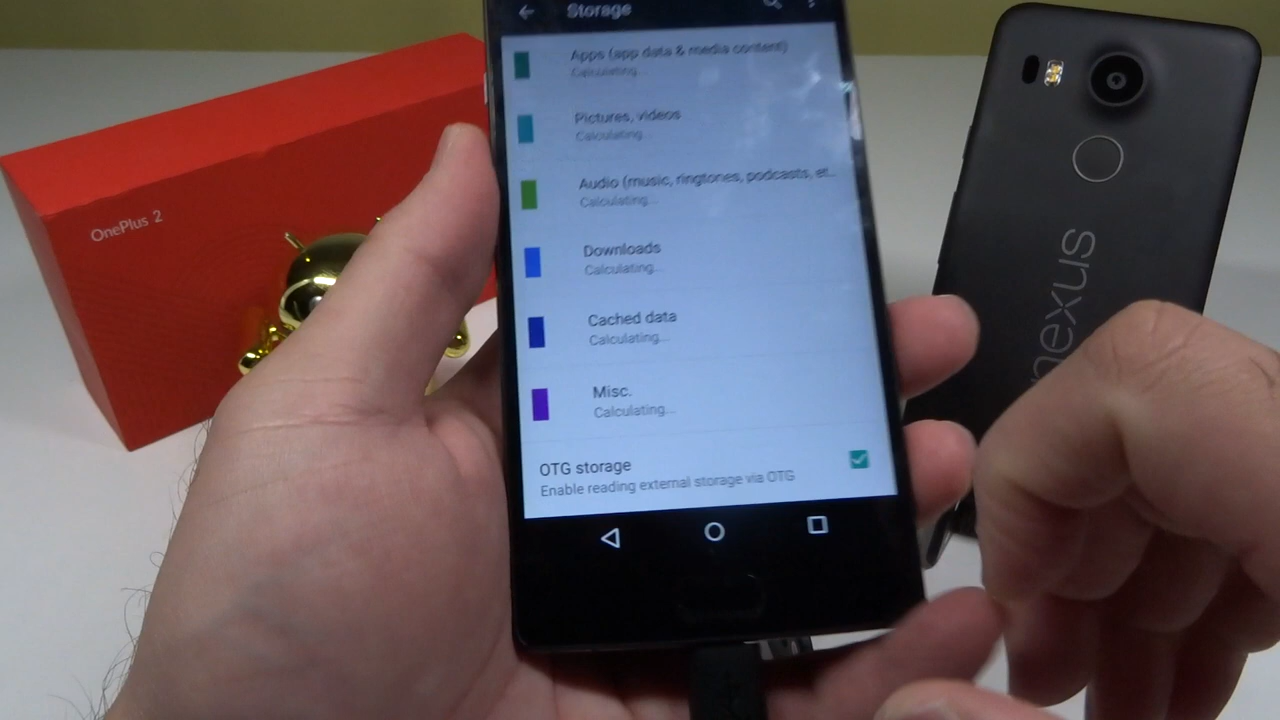 Storage
Apps (app data & media content)
Calculating...
Pictures, videos
Calculating...
Audio (music, ringtones, podcasts, et...
Calculating...
Downloads
Calculating...
Cached data
Calculating...
Misc.
Calculating...
OTG storage
Enable reading external storage via OTG
OnePlus 2
nexus